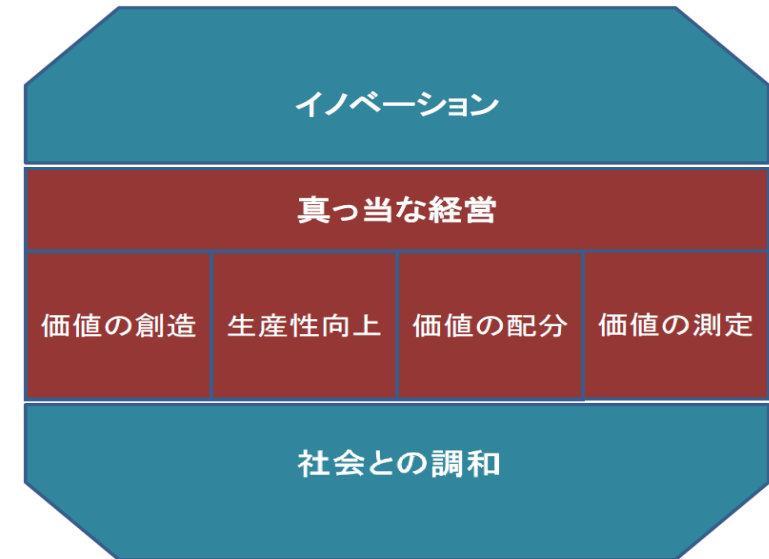 イノベーション
真っ当な経営
価値の創造
生産性向上
価値の配分
価値の測定
社会との調和